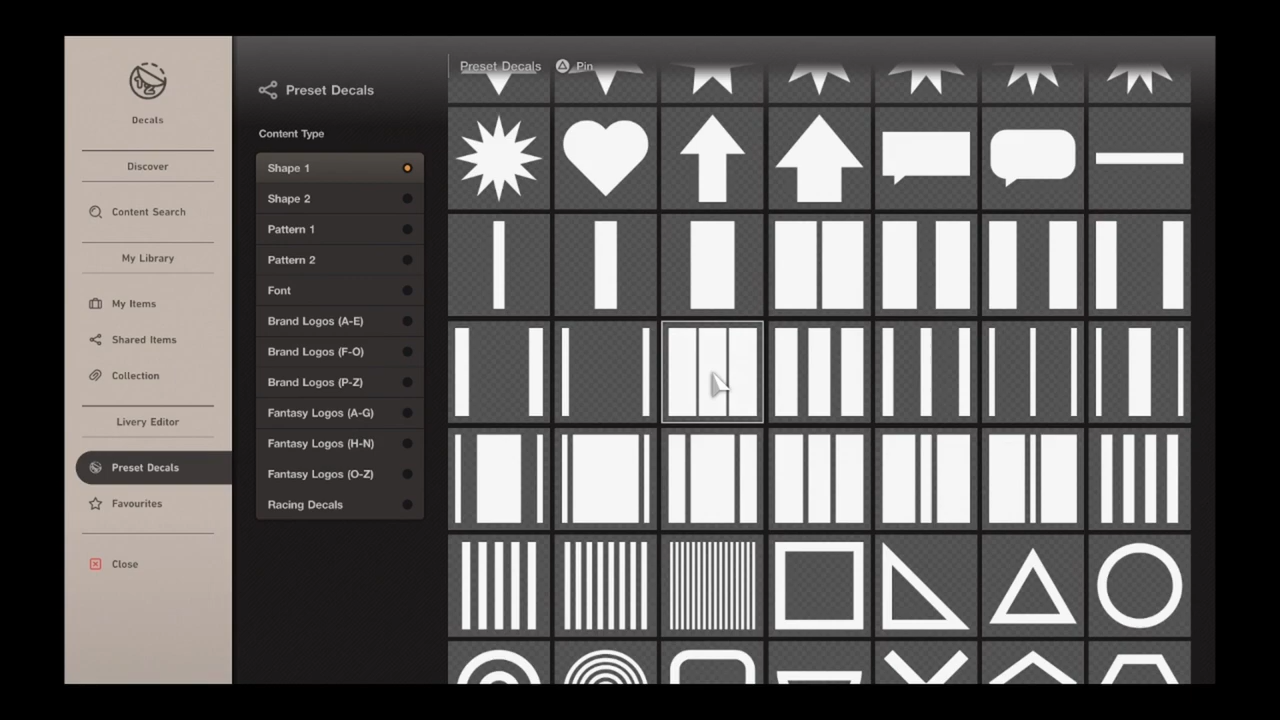 Decals
Discover
Content Search
My Library
My Items
Shared Items
Collection
Livery Editor
Preset Decals
Favourites
Close
Preset Decals
Content Type
Shape 1
Shape 2
Pattern 1
Pattern 2
Font
Brand Logos (A-E)
Brand Logos (F-O)
Brand Logos (P-Z)
Fantasy Logos (A-G)
Fantasy Logos (H-N)
Fantasy Logos (O-Z)
Racing Decals
Preset Decals Pin